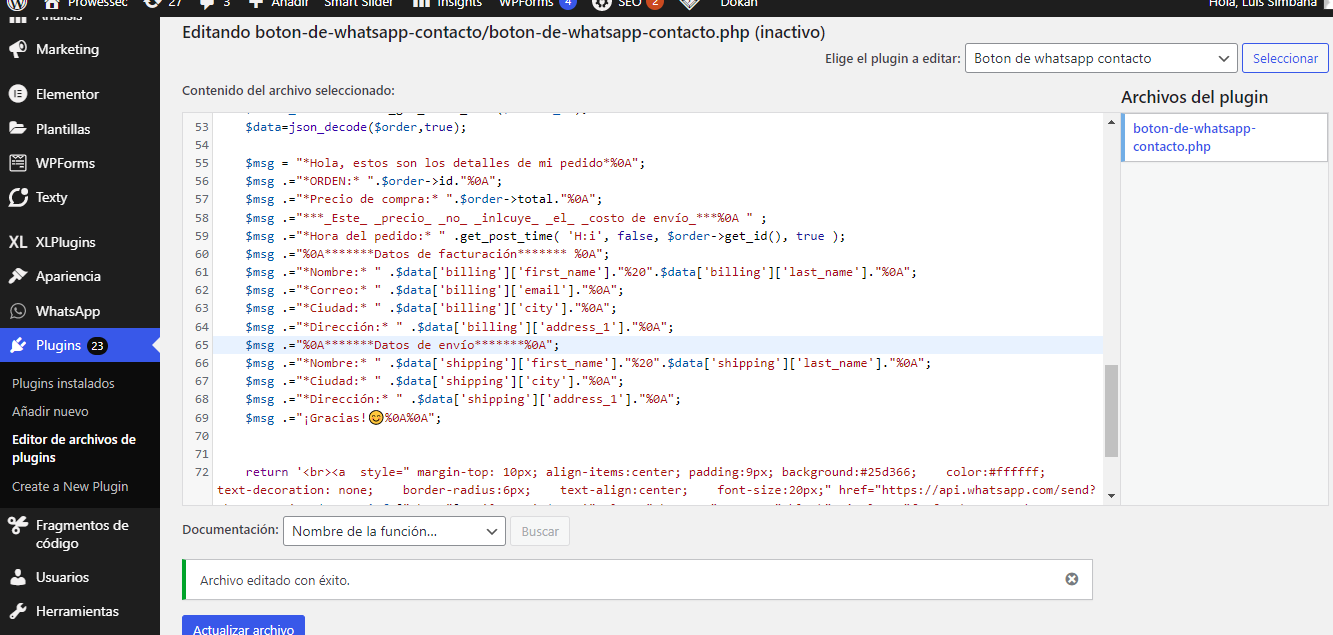 Prowessec 27 3 Añadir Smart Slider Insights WPForms 4 SEO 2 Dokan Hola, Luis Simbaña
Análisis
Marketing
Elementor
Plantillas
WPForms
Texty
XL XLPlugins
Apariencia
WhatsApp
Plugins 23
Plugins instalados
Añadir nuevo
Editor de archivos de
plugins
Create a New Plugin
Fragmentos de
código
Usuarios
Herramientas
Editando boton-de-whatsapp-contacto/boton-de-whatsapp-contacto.php (inactivo)
Elige el plugin a editar: Boton de whatsapp contacto Seleccionar
Contenido del archivo seleccionado:
Archivos del plugin
boton-de-whatsapp-
contacto.php
53 $data=json_decode($order,true);
54
55 $msg = "*Hola, estos son los detalles de mi pedido*%0A";
56 $msg .="*ORDEN:* ".$order->id."%0A";
57 $msg .="*Precio de compra:* ".$order->total."%0A";
58 $msg .="***_Este_ _precio_ _no_ _inlcuye_ _el_ _costo de envío_***%0A " ;
59 $msg .="*Hora del pedido:* " .get_post_time( 'H:i', false, $order->get_id(), true );
60 $msg .="%0A*******Datos de facturación******* %0A";
61 $msg .="*Nombre:* " .$data['billing']['first_name']."%20".$data['billing']['last_name']."%0A";
62 $msg .="*Correo:* " .$data['billing']['email']."%0A";
63 $msg .="*Ciudad:* " .$data['billing']['city']."%0A";
64 $msg .="*Dirección:* " .$data['billing']['address_1']."%0A";
65 $msg .="%0A*******Datos de envío*******%0A";
66 $msg .="*Nombre:* " .$data['shipping']['first_name']."%20".$data['shipping']['last_name']."%0A";
67 $msg .="*Ciudad:* " .$data['shipping']['city']."%0A";
68 $msg .="*Dirección:* " .$data['shipping']['address_1']."%0A";
69 $msg .="¡Gracias!😊%0A%0A";
70
71
72 return '<br><a style=" margin-top: 10px; align-items:center; padding:9px; background:#25d366; color:#ffffff;
text-decoration: none; border-radius:6px; text-align:center; font-size:20px;" href="https://api.whatsapp.com/send?
Documentación: Nombre de la función... Buscar
Archivo editado con éxito.
Actualizar archivo